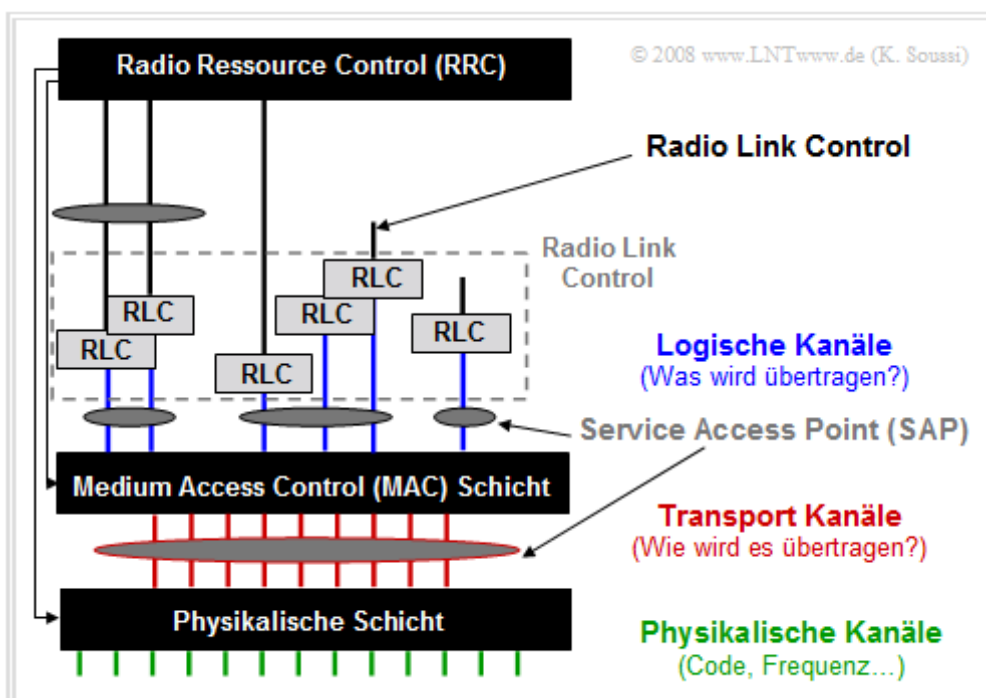 © 2008 www.LNTwww.de (K. Soussi)
Radio Ressource Control (RRC)
Radio Link Control
Radio Link
Control
RLC
RLC
RLC
RLC
RLC
RLC
Logische Kanäle
(Was wird übertragen?)
Service Access Point (SAP)
Medium Access Control (MAC) Schicht
Transport Kanäle
(Wie wird es übertragen?)
Physikalische Schicht
Physikalische Kanäle
(Code, Frequenz...)